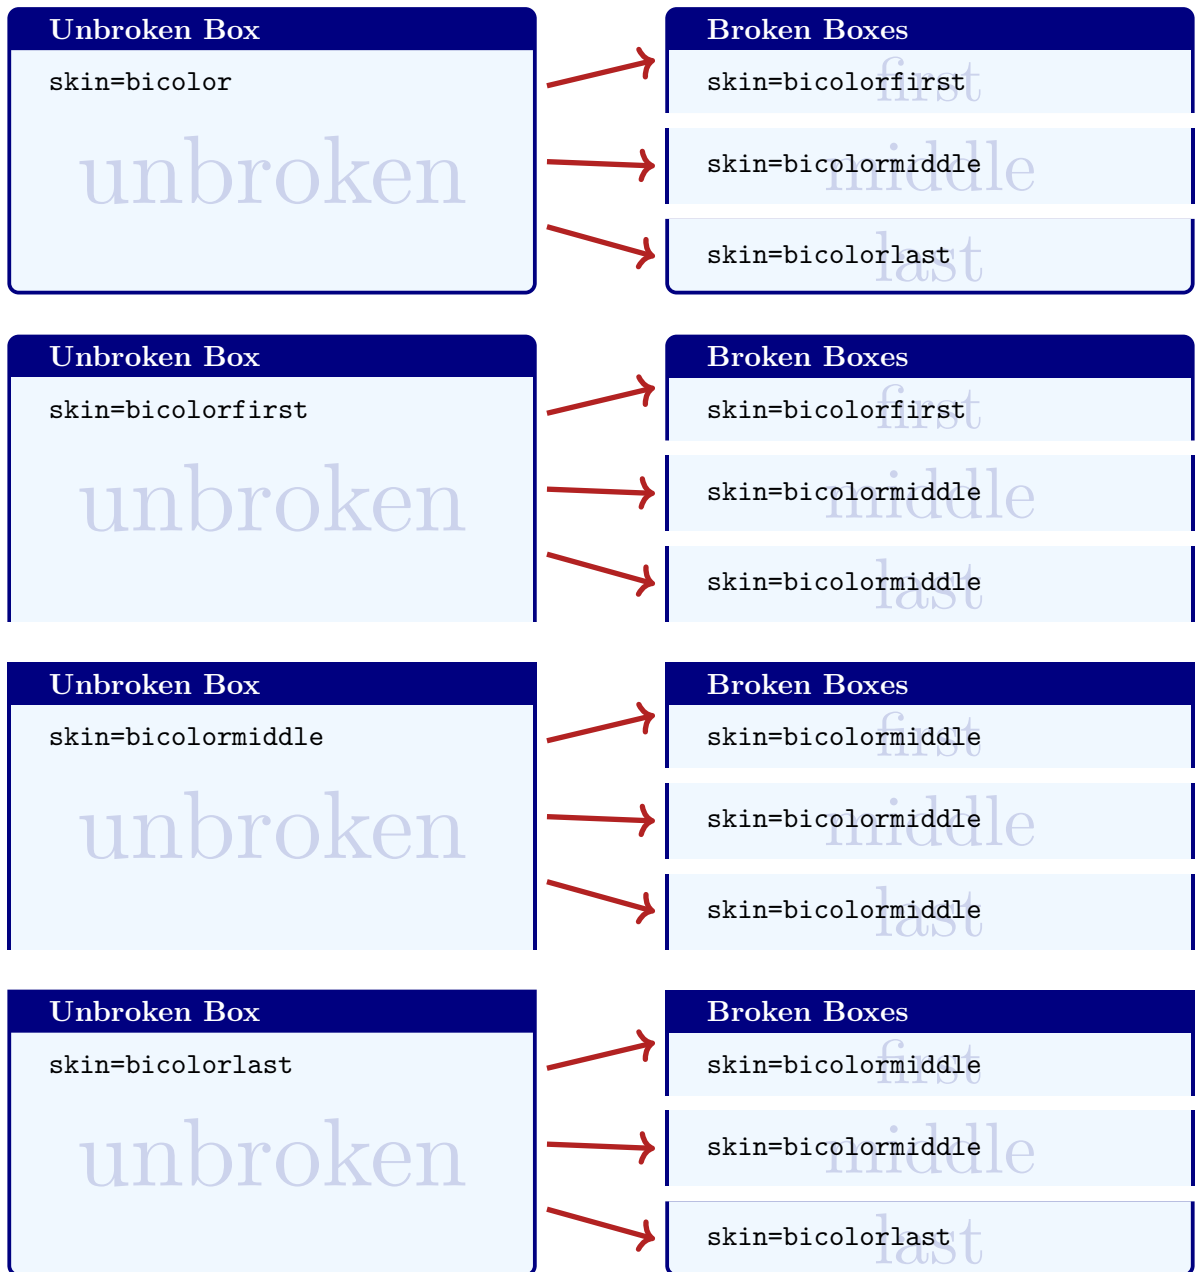 Unbroken Box
skin=bicolor
unbroken
Broken Boxes
first
skin=bicolorfirst
middle
skin=bicolormiddle
last
skin=bicolorlast
Unbroken Box
skin=bicolorfirst
unbroken
Broken Boxes
first
skin=bicolorfirst
middle
skin=bicolormiddle
last
skin=bicolormiddle
Unbroken Box
skin=bicolormiddle
unbroken
Broken Boxes
first
skin=bicolormiddle
middle
skin=bicolormiddle
last
skin=bicolormiddle
Unbroken Box
skin=bicolorlast
unbroken
Broken Boxes
first
skin=bicolormiddle
middle
skin=bicolormiddle
last
skin=bicolorlast